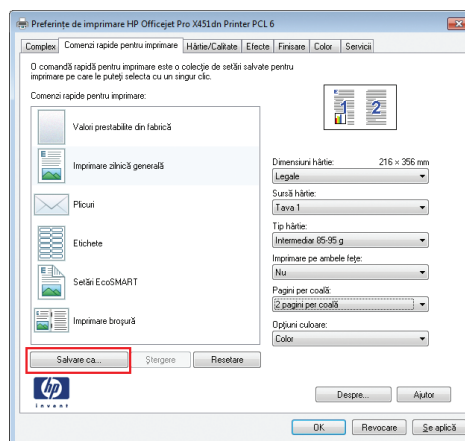 Preferințe de imprimare HP Officejet Pro X451dn Printer PCL 6
Complex
Comenzi rapide pentru imprimare
Hârtie/Calitate
Efecte
Finisare
Color
Servicii
O comandă rapidă pentru imprimare este o colecție de setări salvate pentru
imprimare pe care le puteți selecta cu un singur clic.
Comenzi rapide pentru imprimare:
Valori prestabilite din fabrică
Imprimare zilnică generală
Plicuri
Etichete
Setări EcoSMART
Imprimare broșură
Salvare ca...
Ștergere
Resetare
1 2
Dimensiuni hârtie: 216 × 356 mm
Legale
Sursă hârtie:
Tava 1
Tip hârtie:
Intermediar 85-95 g
Imprimare pe ambele fețe:
Nu
Pagini per coală:
2 pagini per coală
Opțiuni culoare:
Color
hp
invent
Despre...
Ajutor
OK
Revocare
Se aplică